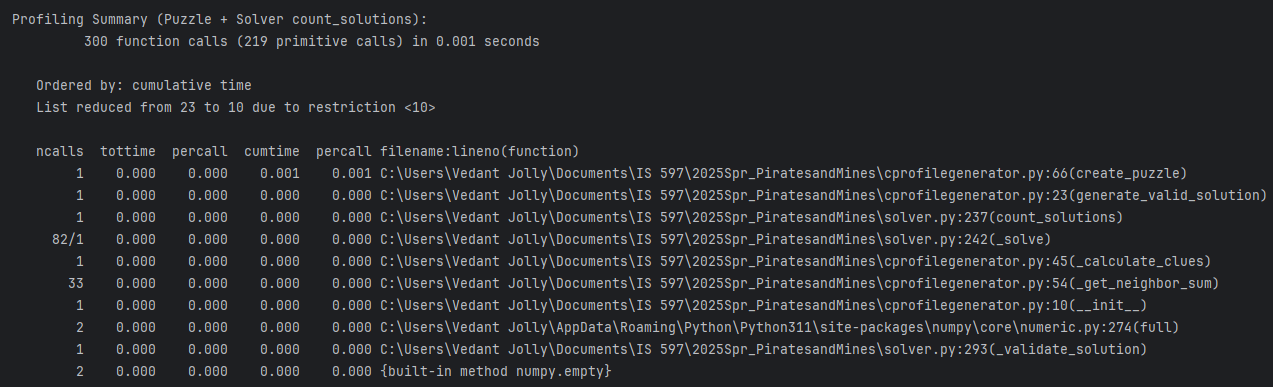 Profiling Summary (Puzzle + Solver count_solutions):
300 function calls (219 primitive calls) in 0.001 seconds
Ordered by: cumulative time
List reduced from 23 to 10 due to restriction <10>
ncalls tottime percall cumtime percall filename:lineno(function)
1 0.000 0.000 0.001 0.001 C:\Users\Vedant Jolly\Documents\IS 597\2025Spr_PiratesandMines\cprofilegenerator.py:66(create_puzzle)
1 0.000 0.000 0.000 0.000 C:\Users\Vedant Jolly\Documents\IS 597\2025Spr_PiratesandMines\cprofilegenerator.py:23(generate_valid_solution)
1 0.000 0.000 0.000 0.000 C:\Users\Vedant Jolly\Documents\IS 597\2025Spr_PiratesandMines\solver.py:237(count_solutions)
82/1 0.000 0.000 0.000 0.000 C:\Users\Vedant Jolly\Documents\IS 597\2025Spr_PiratesandMines\solver.py:242(_solve)
1 0.000 0.000 0.000 0.000 C:\Users\Vedant Jolly\Documents\IS 597\2025Spr_PiratesandMines\cprofilegenerator.py:45(_calculate_clues)
33 0.000 0.000 0.000 0.000 C:\Users\Vedant Jolly\Documents\IS 597\2025Spr_PiratesandMines\cprofilegenerator.py:54(_get_neighbor_sum)
1 0.000 0.000 0.000 0.000 C:\Users\Vedant Jolly\Documents\IS 597\2025Spr_PiratesandMines\cprofilegenerator.py:10(__init__)
2 0.000 0.000 0.000 0.000 C:\Users\Vedant Jolly\AppData\Roaming\Python\Python311\site-packages\numpy\core\numeric.py:274(full)
1 0.000 0.000 0.000 0.000 C:\Users\Vedant Jolly\Documents\IS 597\2025Spr_PiratesandMines\solver.py:293(_validate_solution)
2 0.000 0.000 0.000 0.000 {built-in method numpy.empty}